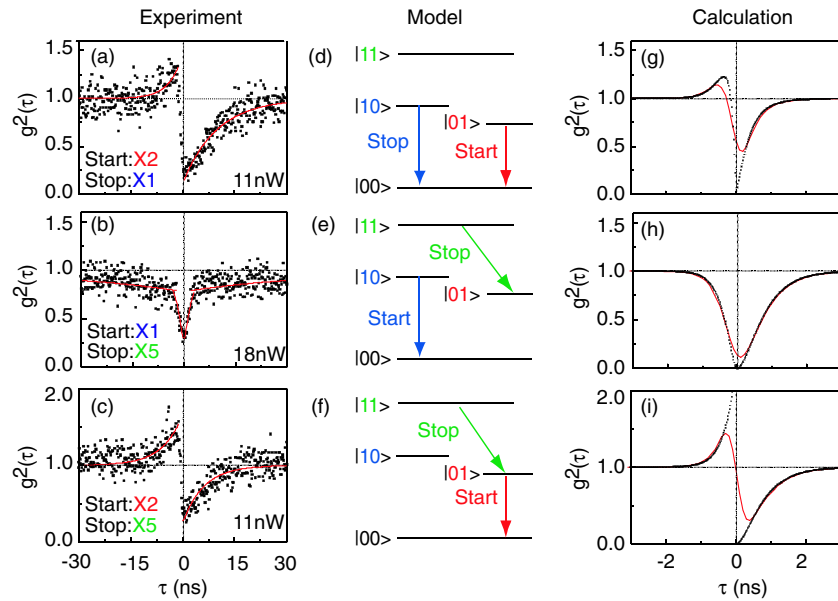 Experiment Model Calculation
(a) (d) (g)
g²(τ) 1.5 1.0 0.5 0.0
Start:X2
Stop:X1
11nW
|11>
|10>
|01>
Stop
Start
|00>
g²(τ) 1.5 1.0 0.5 0.0
(b) (e) (h)
g²(τ) 1.5 1.0 0.5 0.0
Start:X1
Stop:X5
18nW
|11>
Stop
|10>
|01>
Start
|00>
g²(τ) 1.5 1.0 0.5 0.0
(c) (f) (i)
g²(τ) 2.0 1.0 0.0
Start:X2
Stop:X5
11nW
|11>
Stop
|10>
|01>
Start
|00>
g²(τ) 2.0 1.5 1.0 0.5 0.0
-30 -15 0 15 30
τ (ns)
-2 0 2
τ (ns)